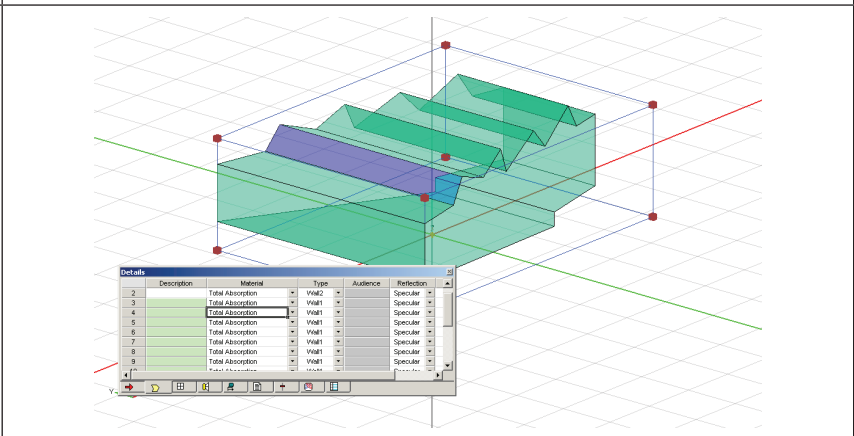 Details
Description Material Type Audience Reflection
2 Total Absorption Wall2 Specular
3 Total Absorption Wall1 Specular
4 Total Absorption Wall1 Specular
5 Total Absorption Wall1 Specular
6 Total Absorption Wall1 Specular
7 Total Absorption Wall1 Specular
8 Total Absorption Wall1 Specular
9 Total Absorption Wall1 Specular
Y